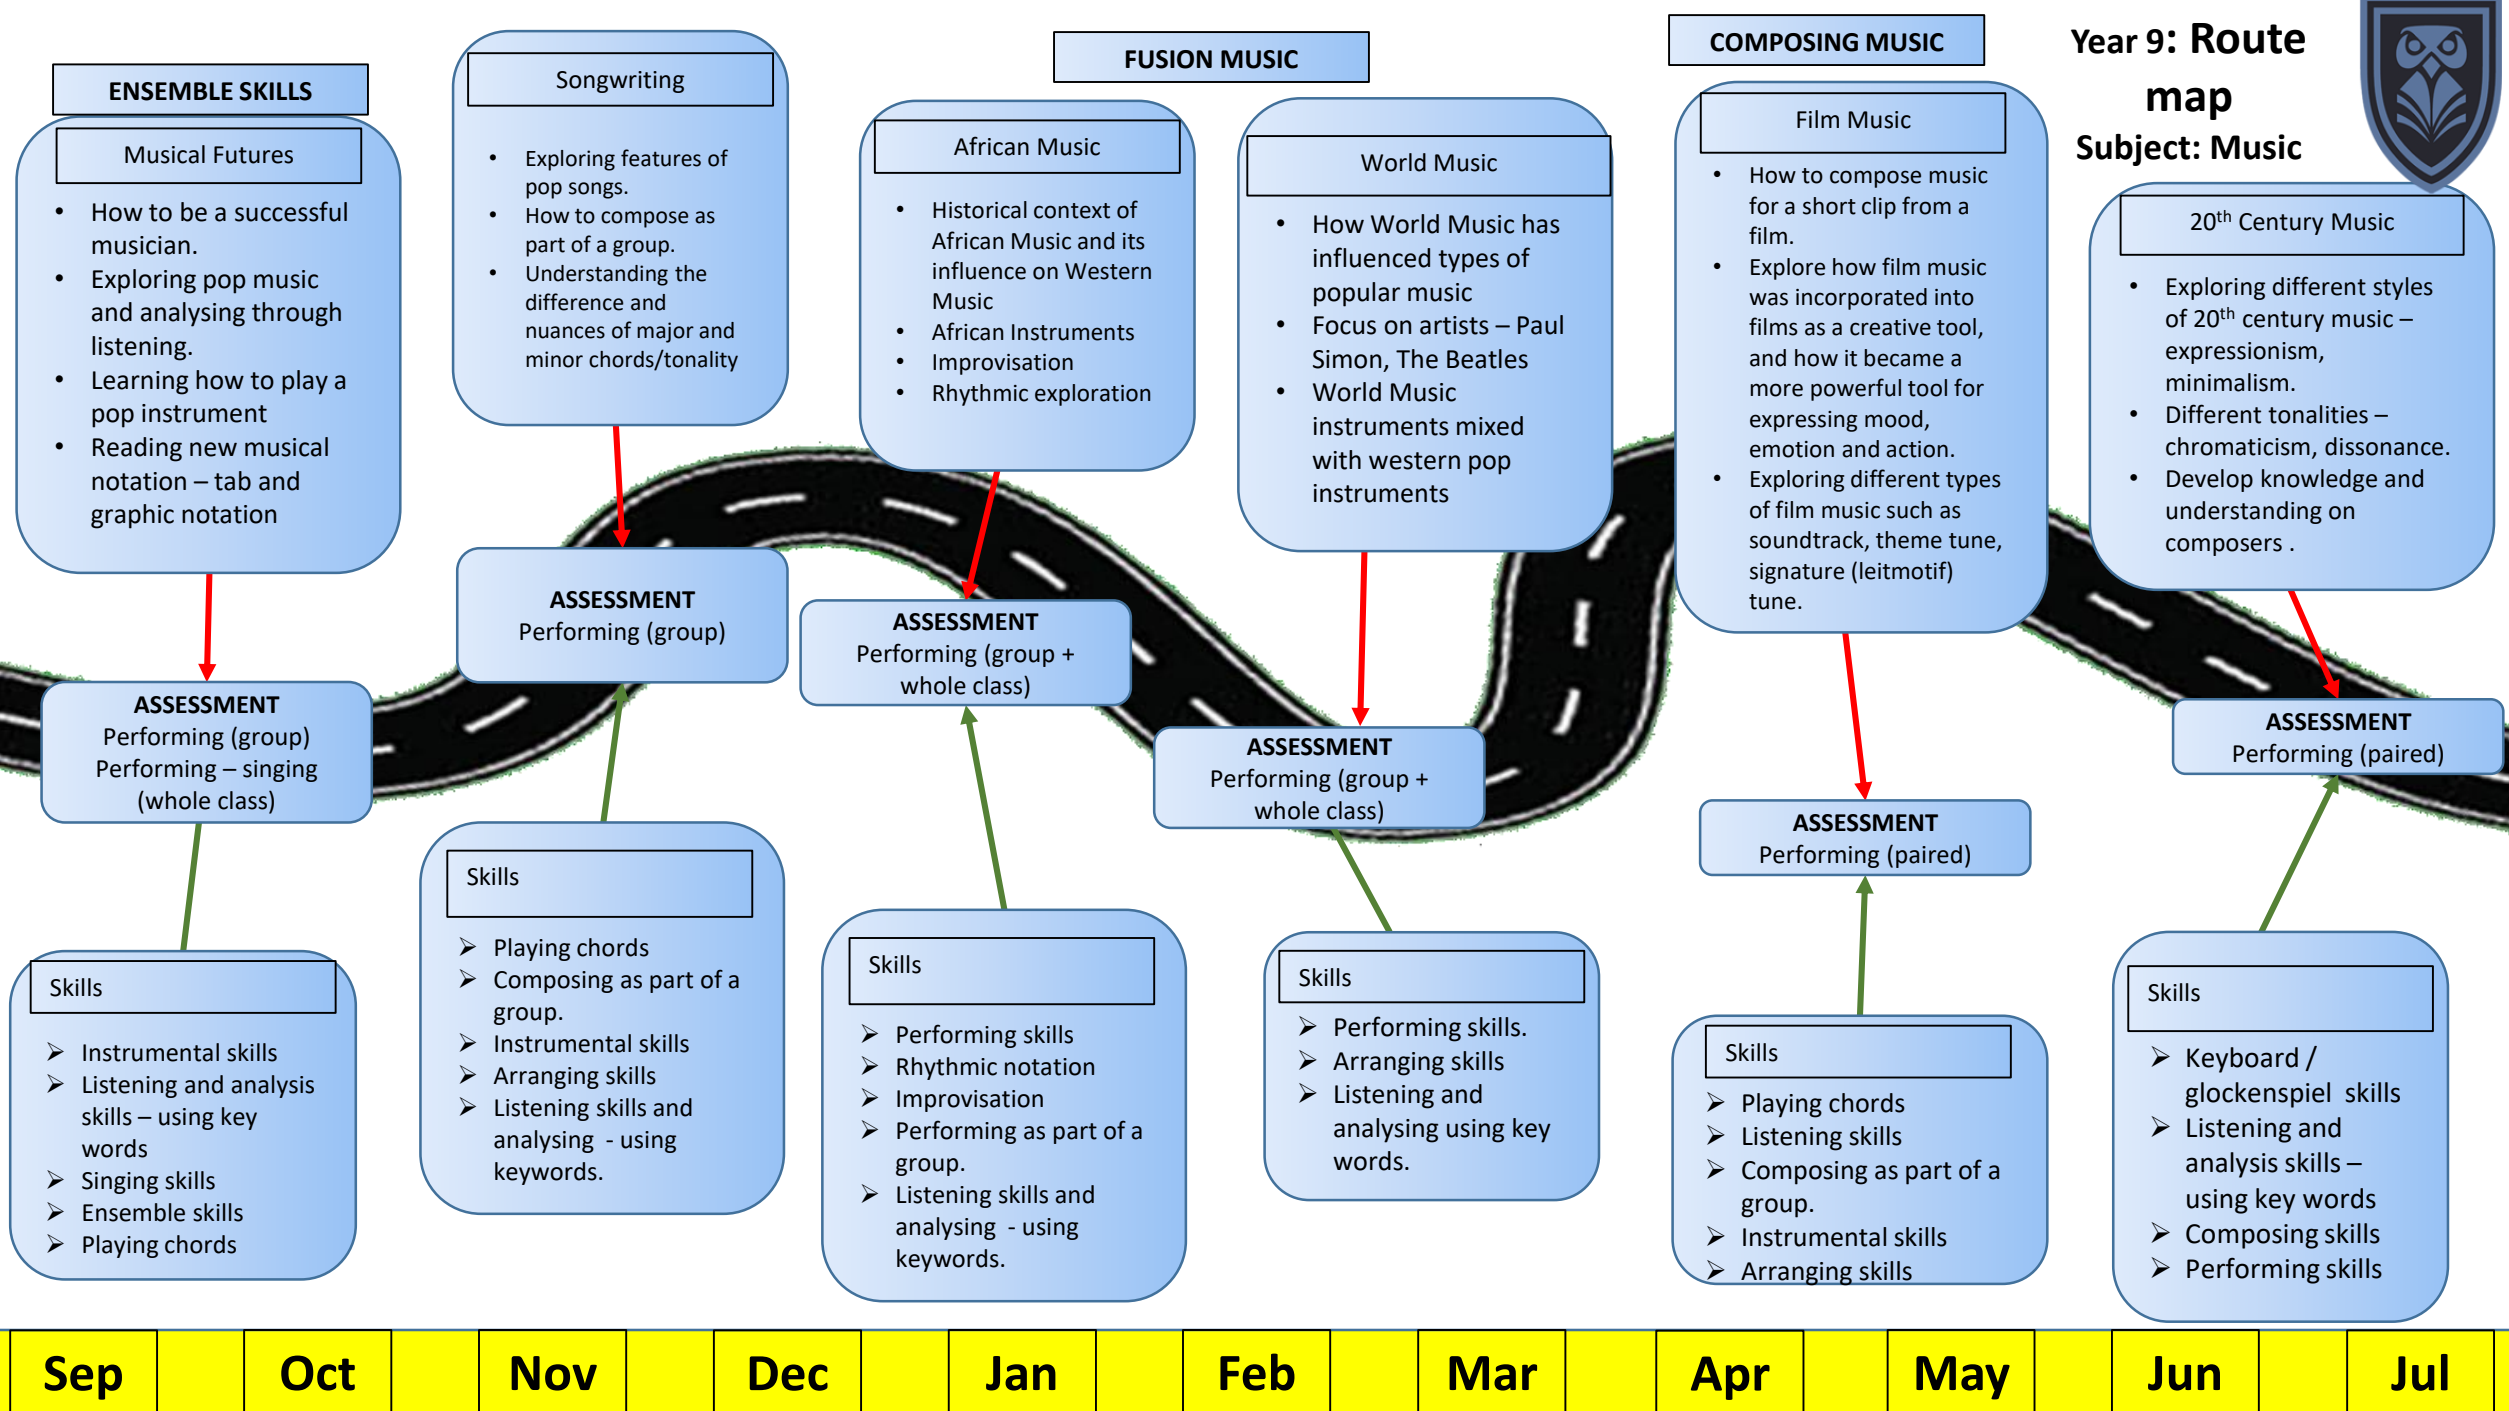 Year 9: Route
map
Subject: Music
ENSEMBLE SKILLS
Musical Futures
• How to be a successful
musician.
• Exploring pop music
and analysing through
listening.
• Learning how to play a
pop instrument
• Reading new musical
notation – tab and
graphic notation
ASSESSMENT
Performing (group)
Performing – singing
(whole class)
Skills
➢ Instrumental skills
➢ Listening and analysis
skills – using key
words
➢ Singing skills
➢ Ensemble skills
➢ Playing chords
Songwriting
• Exploring features of
pop songs.
• How to compose as
part of a group.
• Understanding the
difference and
nuances of major and
minor chords/tonality
ASSESSMENT
Performing (group)
Skills
➢ Playing chords
➢ Composing as part of a
group.
➢ Instrumental skills
➢ Arranging skills
➢ Listening skills and
analysing - using
keywords.
FUSION MUSIC
African Music
• Historical context of
African Music and its
influence on Western
Music
• African Instruments
• Improvisation
• Rhythmic exploration
ASSESSMENT
Performing (group +
whole class)
Skills
➢ Performing skills
➢ Rhythmic notation
➢ Improvisation
➢ Performing as part of a
group.
➢ Listening skills and
analysing - using
keywords.
World Music
• How World Music has
influenced types of
popular music
• Focus on artists – Paul
Simon, The Beatles
• World Music
instruments mixed
with western pop
instruments
ASSESSMENT
Performing (group +
whole class)
Skills
➢ Performing skills.
➢ Arranging skills
➢ Listening and
analysing using key
words.
COMPOSING MUSIC
Film Music
• How to compose music
for a short clip from a
film.
• Explore how film music
was incorporated into
films as a creative tool,
and how it became a
more powerful tool for
expressing mood,
emotion and action.
• Exploring different types
of film music such as
soundtrack, theme tune,
signature (leitmotif)
tune.
ASSESSMENT
Performing (paired)
Skills
➢ Playing chords
➢ Listening skills
➢ Composing as part of a
group.
➢ Instrumental skills
➢ Arranging skills
20th Century Music
• Exploring different styles
of 20th century music –
expressionism,
minimalism.
• Different tonalities –
chromaticism, dissonance.
• Develop knowledge and
understanding on
composers .
ASSESSMENT
Performing (paired)
Skills
➢ Keyboard /
glockenspiel skills
➢ Listening and
analysis skills –
using key words
➢ Composing skills
➢ Performing skills
Sep Oct Nov Dec Jan Feb Mar Apr May Jun Jul